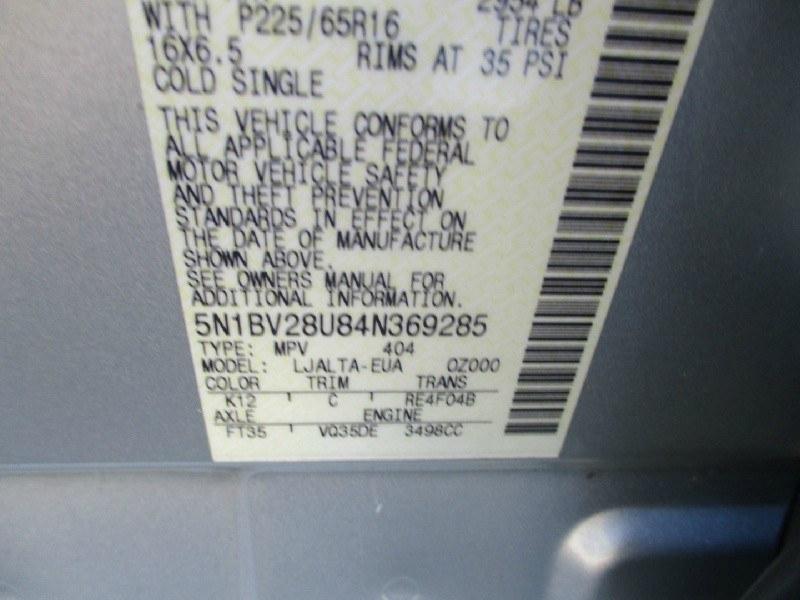 2954 LB
WITH P225/65R16 TIRES
16X6.5 RIMS AT 35 PSI
COLD SINGLE
THIS VEHICLE CONFORMS TO
ALL APPLICABLE FEDERAL
MOTOR VEHICLE SAFETY
AND THEFT PREVENTION
STANDARDS IN EFFECT ON
THE DATE OF MANUFACTURE
SHOWN ABOVE.
SEE OWNERS MANUAL FOR
ADDITIONAL INFORMATION.
5N1BV28U84N369285
TYPE: MPV 404
MODEL: LJALTA-EUA 0Z000
COLOR TRIM TRANS
K12 C RE4F04B
AXLE ENGINE
FT35 VQ35DE 3498CC